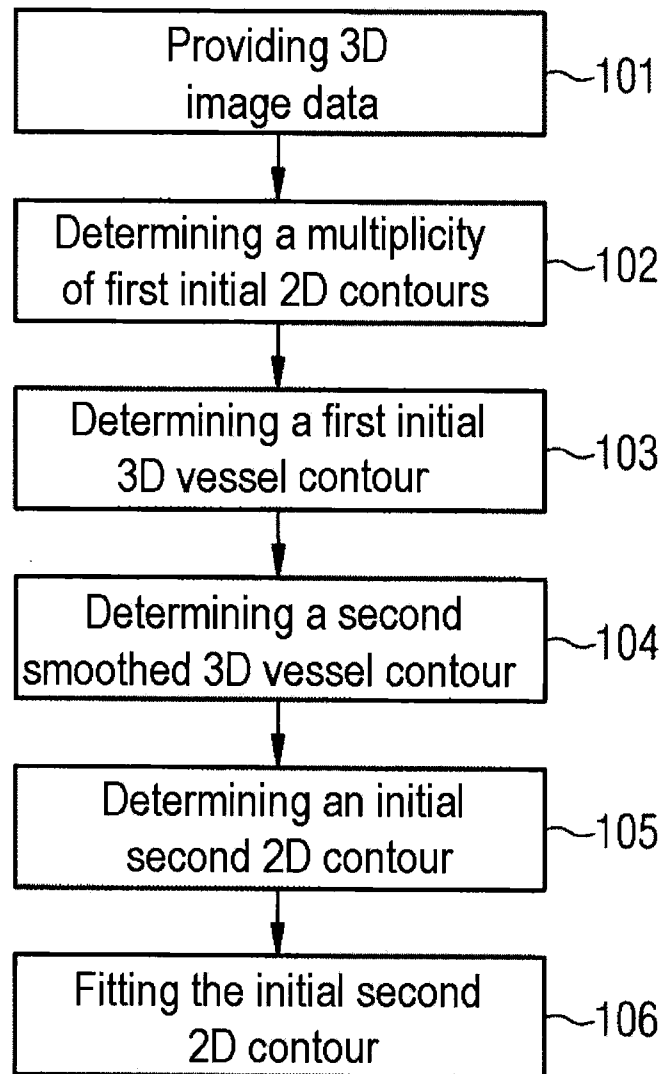 Providing 3D
image data
101
Determining a multiplicity
of first initial 2D contours
102
Determining a first initial
3D vessel contour
103
Determining a second
smoothed 3D vessel contour
104
Determining an initial
second 2D contour
105
Fitting the initial second
2D contour
106